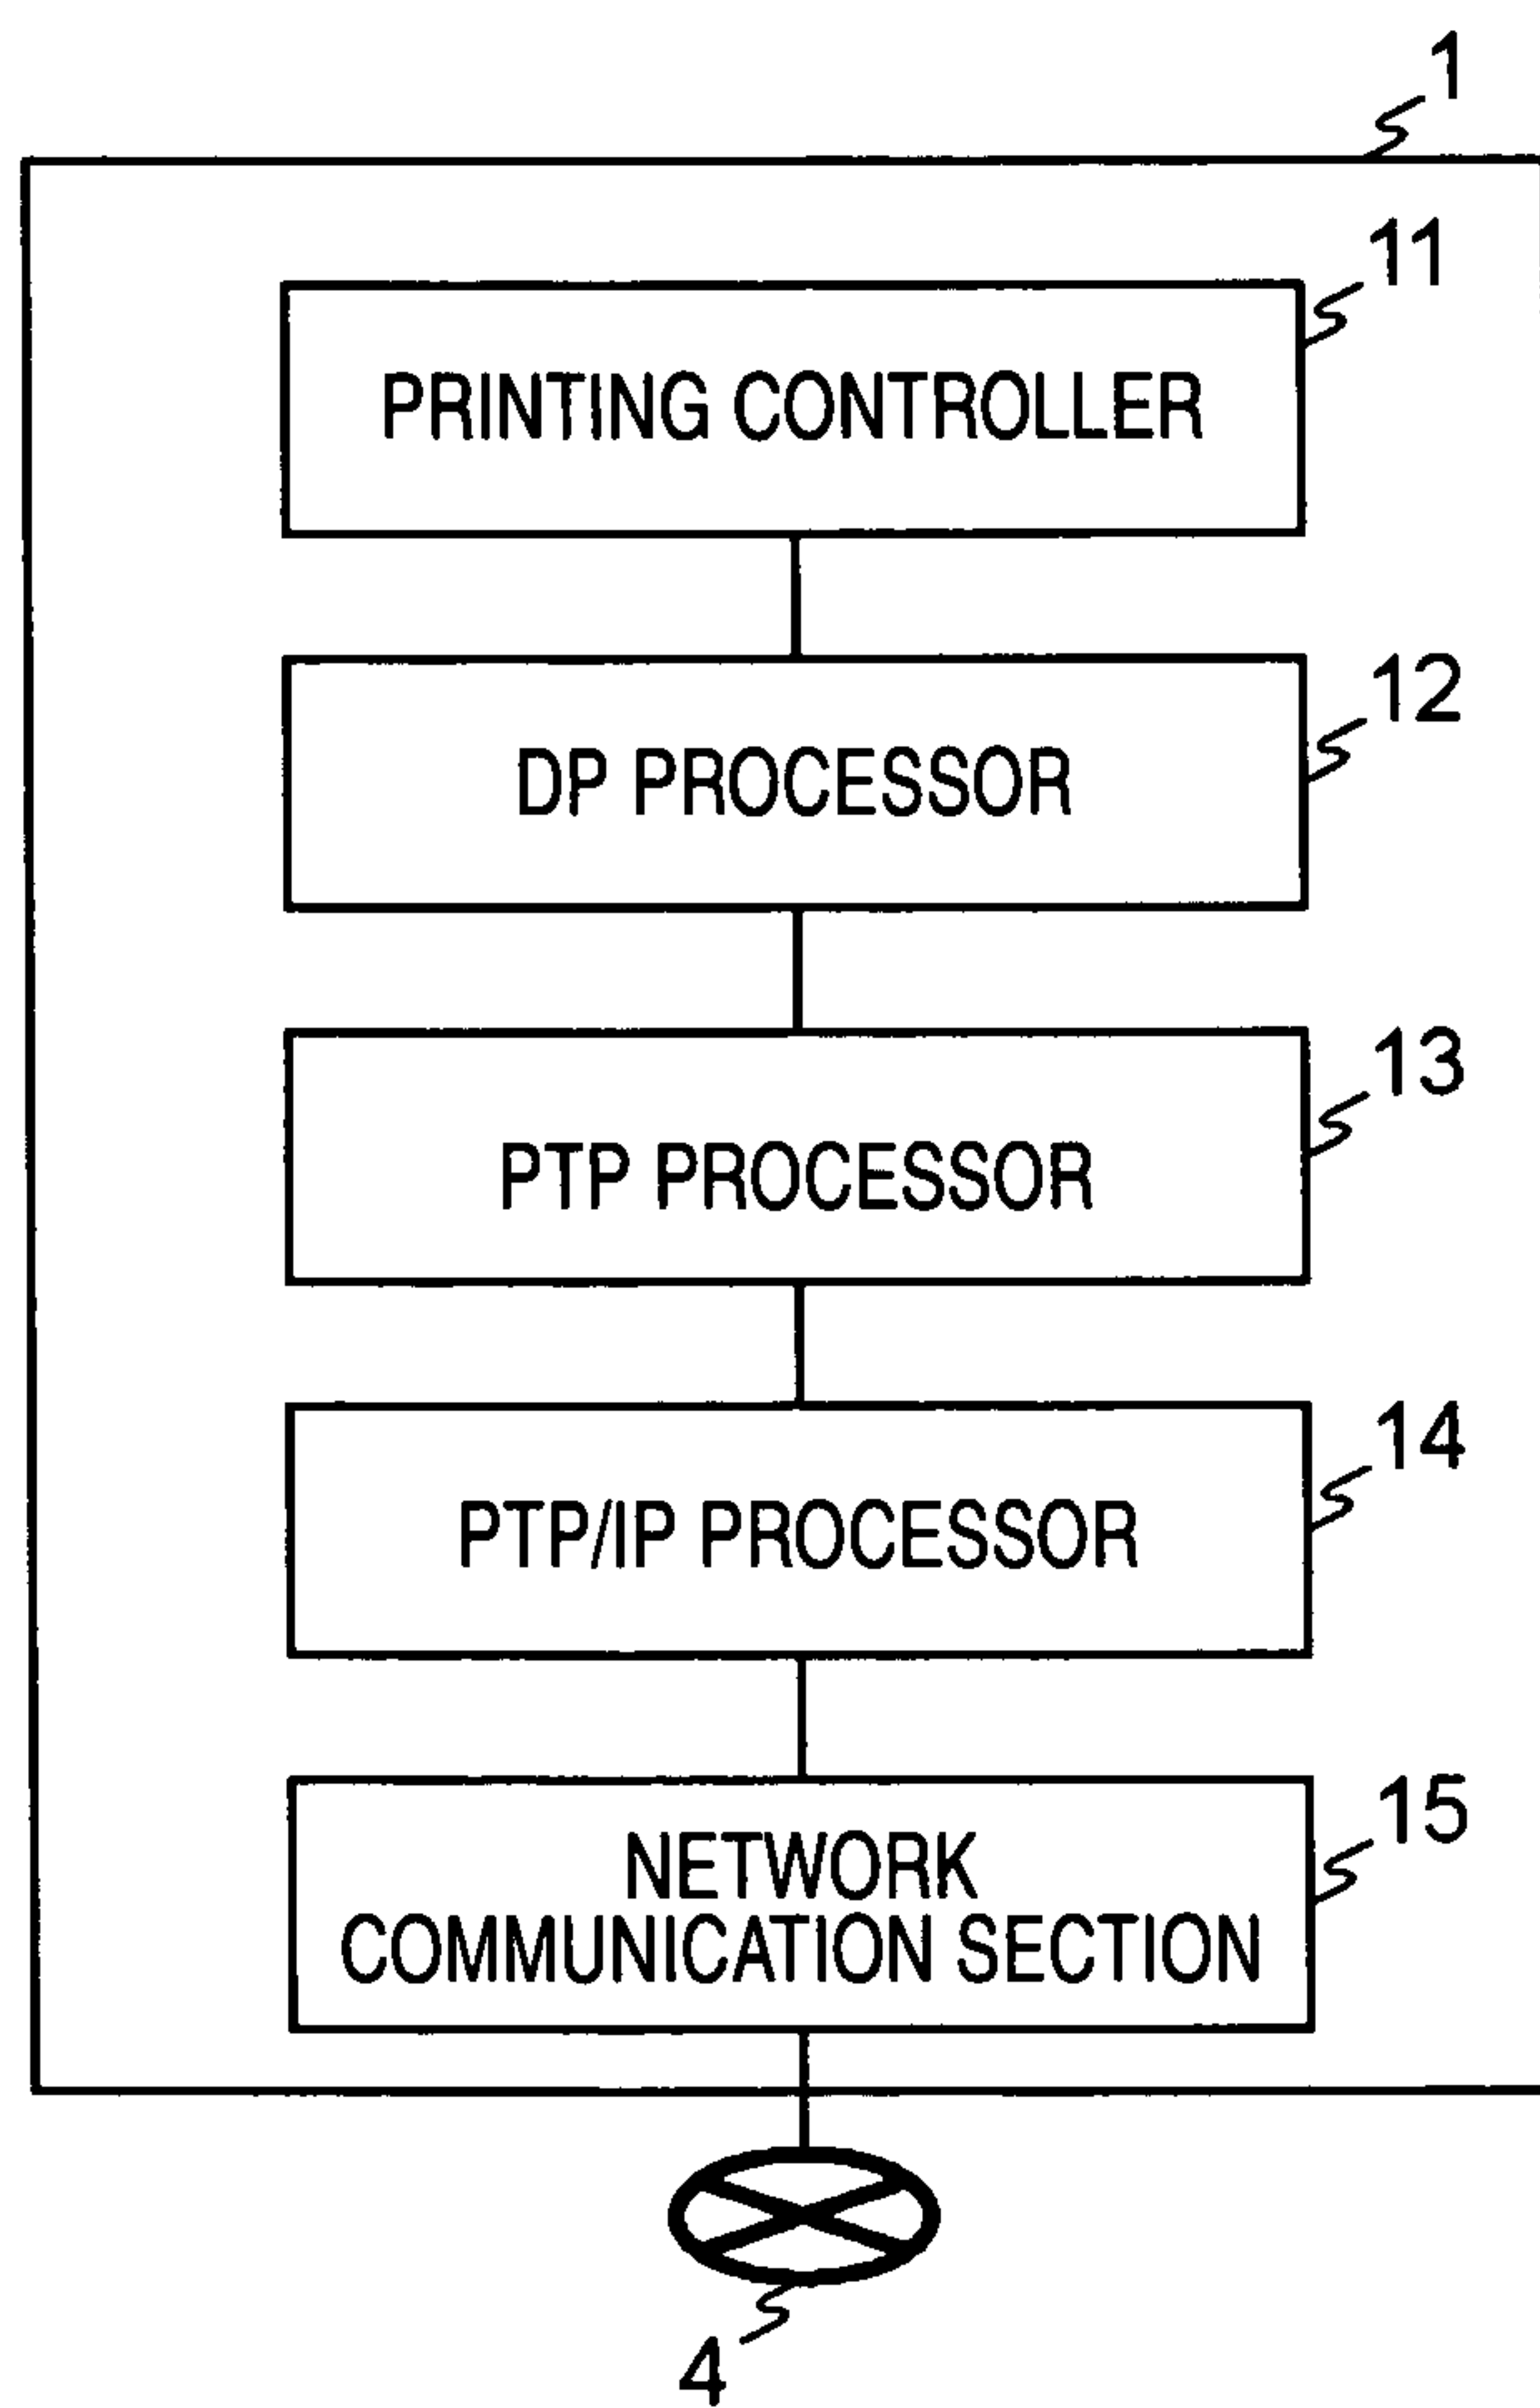 1
11
PRINTING CONTROLLER
12
DP PROCESSOR
13
PTP PROCESSOR
14
PTP/IP PROCESSOR
15
NETWORK
COMMUNICATION SECTION
4